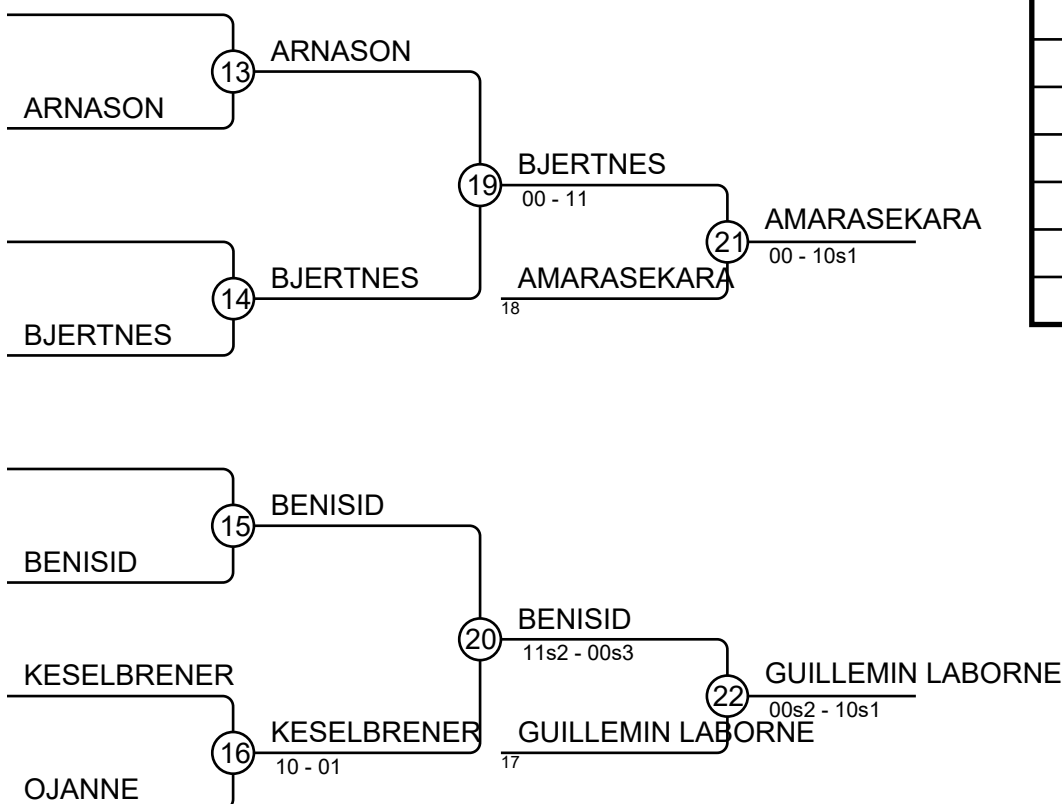 ARNASON
13
ARNASON
BJERTNES
19
00 - 11
AMARASEKARA
21
00 - 10s1
BJERTNES
14
AMARASEKARA
18
BJERTNES
BENISID
15
BENISID
BENISID
20
11s2 - 00s3
KESELBRENER
GUILLEMIN LABORNE
22
00s2 - 10s1
KESELBRENER
16
10 - 01
GUILLEMIN LABORNE
17
OJANNE